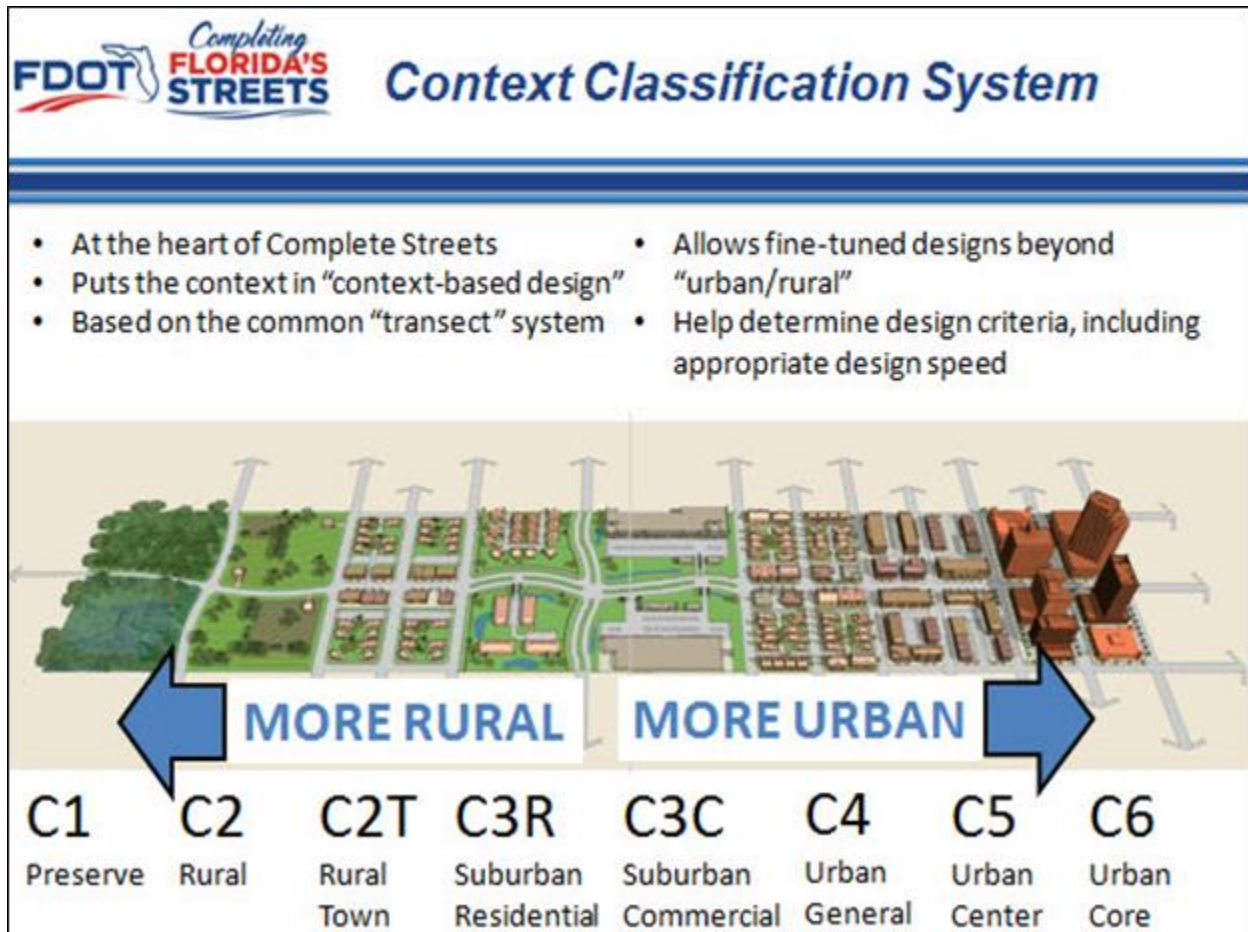 FDOT
Completing
FLORIDA'S
STREETS
Context Classification System
• At the heart of Complete Streets
• Puts the context in "context-based design"
• Based on the common "transect" system
• Allows fine-tuned designs beyond
"urban/rural"
• Help determine design criteria, including
appropriate design speed
MORE RURAL
MORE URBAN
C1
Preserve
C2
Rural
C2T
Rural
Town
C3R
Suburban
Residential
C3C
Suburban
Commercial
C4
Urban
General
C5
Urban
Center
C6
Urban
Core